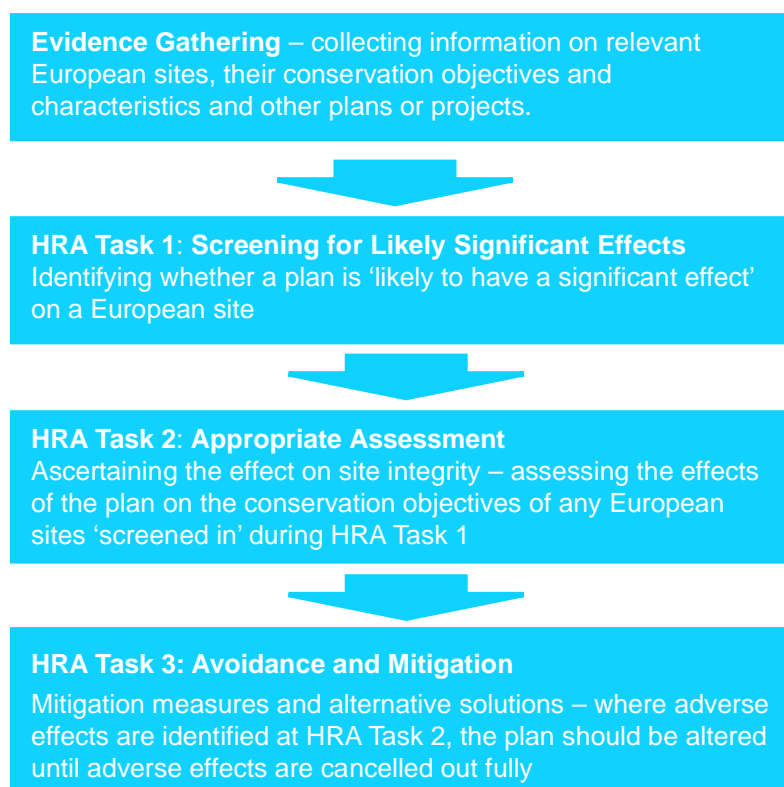 Evidence Gathering – collecting information on relevant
European sites, their conservation objectives and
characteristics and other plans or projects.
HRA Task 1: Screening for Likely Significant Effects
Identifying whether a plan is ‘likely to have a significant effect’
on a European site
HRA Task 2: Appropriate Assessment
Ascertaining the effect on site integrity – assessing the effects
of the plan on the conservation objectives of any European
sites ‘screened in’ during HRA Task 1
HRA Task 3: Avoidance and Mitigation
Mitigation measures and alternative solutions – where adverse
effects are identified at HRA Task 2, the plan should be altered
until adverse effects are cancelled out fully